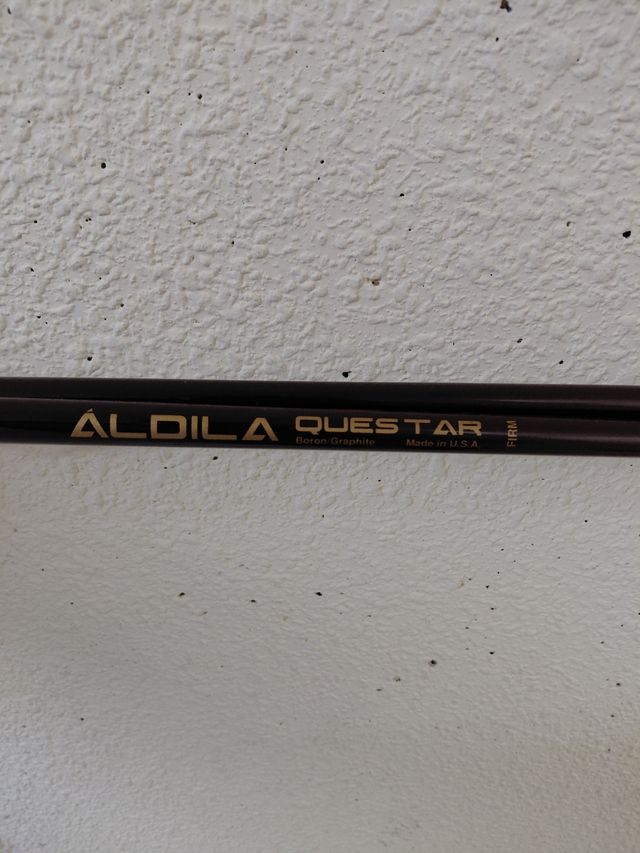 ÁLDILA QUESTAR
Boron/Graphite Made in U.S.A.
FIRM